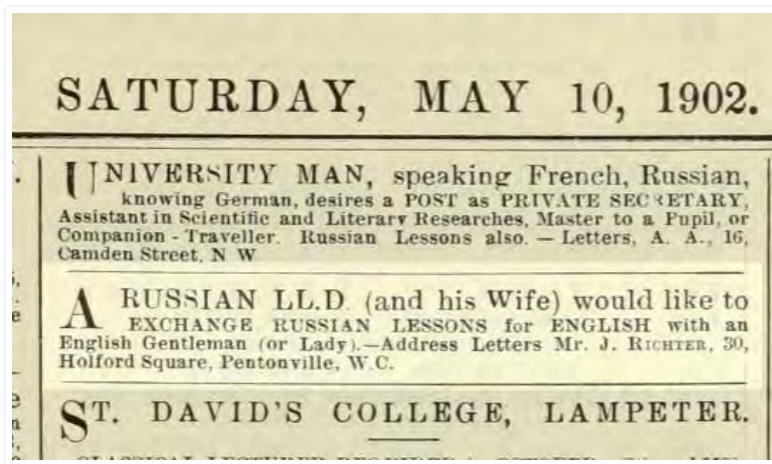 SATURDAY, MAY 10, 1902.
UNIVERSITY MAN, speaking French, Russian,
knowing German, desires a POST as PRIVATE SECRETARY,
Assistant in Scientific and Literary Researches, Master to a Pupil, or
Companion - Traveller. Russian Lessons also. — Letters, A. A., 16,
Camden Street, N W
A RUSSIAN LL.D. (and his Wife) would like to
EXCHANGE RUSSIAN LESSONS for ENGLISH with an
English Gentleman (or Lady).—Address Letters Mr. J. RICHTER, 30,
Holford Square, Pentonville, W.C.
ST. DAVID'S COLLEGE, LAMPETER.